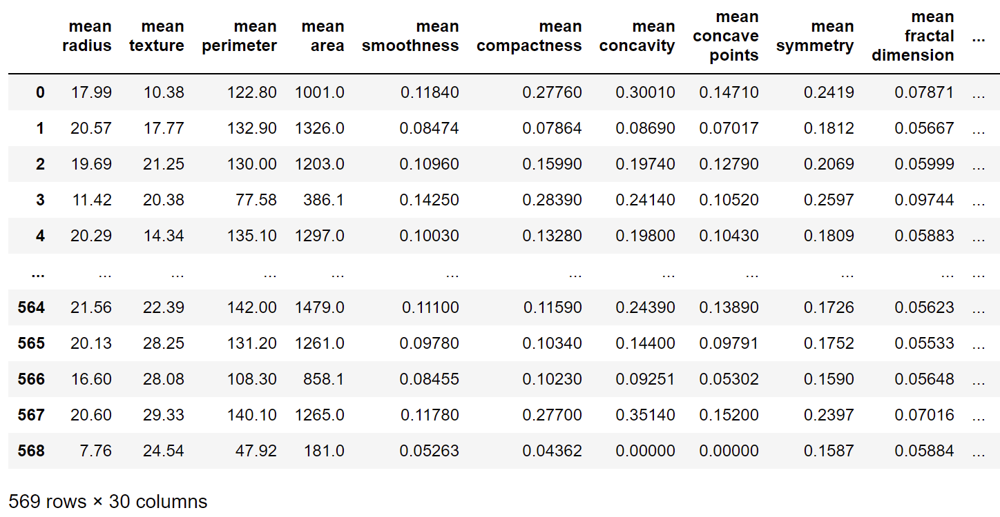 mean radius mean texture mean perimeter mean area mean smoothness mean compactness mean concavity mean concave points mean symmetry mean fractal dimension ...
0 17.99 10.38 122.80 1001.0 0.11840 0.27760 0.30010 0.14710 0.2419 0.07871 ...
1 20.57 17.77 132.90 1326.0 0.08474 0.07864 0.08690 0.07017 0.1812 0.05667 ...
2 19.69 21.25 130.00 1203.0 0.10960 0.15990 0.19740 0.12790 0.2069 0.05999 ...
3 11.42 20.38 77.58 386.1 0.14250 0.28390 0.24140 0.10520 0.2597 0.09744 ...
4 20.29 14.34 135.10 1297.0 0.10030 0.13280 0.19800 0.10430 0.1809 0.05883 ...
... ... ... ... ... ... ... ... ... ... ... ...
564 21.56 22.39 142.00 1479.0 0.11100 0.11590 0.24390 0.13890 0.1726 0.05623 ...
565 20.13 28.25 131.20 1261.0 0.09780 0.10340 0.14400 0.09791 0.1752 0.05533 ...
566 16.60 28.08 108.30 858.1 0.08455 0.10230 0.09251 0.05302 0.1590 0.05648 ...
567 20.60 29.33 140.10 1265.0 0.11780 0.27700 0.35140 0.15200 0.2397 0.07016 ...
568 7.76 24.54 47.92 181.0 0.05263 0.04362 0.00000 0.00000 0.1587 0.05884 ...
569 rows × 30 columns